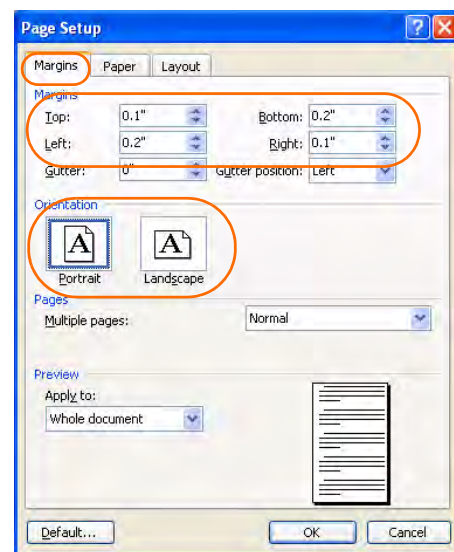 Page Setup
Margins Paper Layout
Margins
Top: 0.1" Bottom: 0.2"
Left: 0.2" Right: 0.1"
Gutter: 0" Gutter position: Left
Orientation
A A
Portrait Landscape
Pages
Multiple pages: Normal
Preview
Apply to:
Whole document
Default... OK Cancel